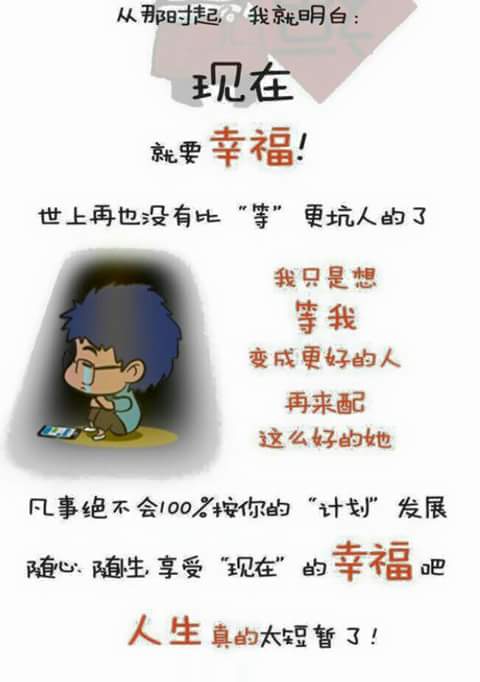 从那时起, 我就明白:
现在
就要 幸福!
世上再也没有比 “等” 更坑人的了
我只是想
等我
变成更好的人
再来配
这么好的她
凡事绝不会100%按你的 “计划” 发展
随心、随性, 享受 “现在” 的 幸福 吧
人生 真的太短暂了!